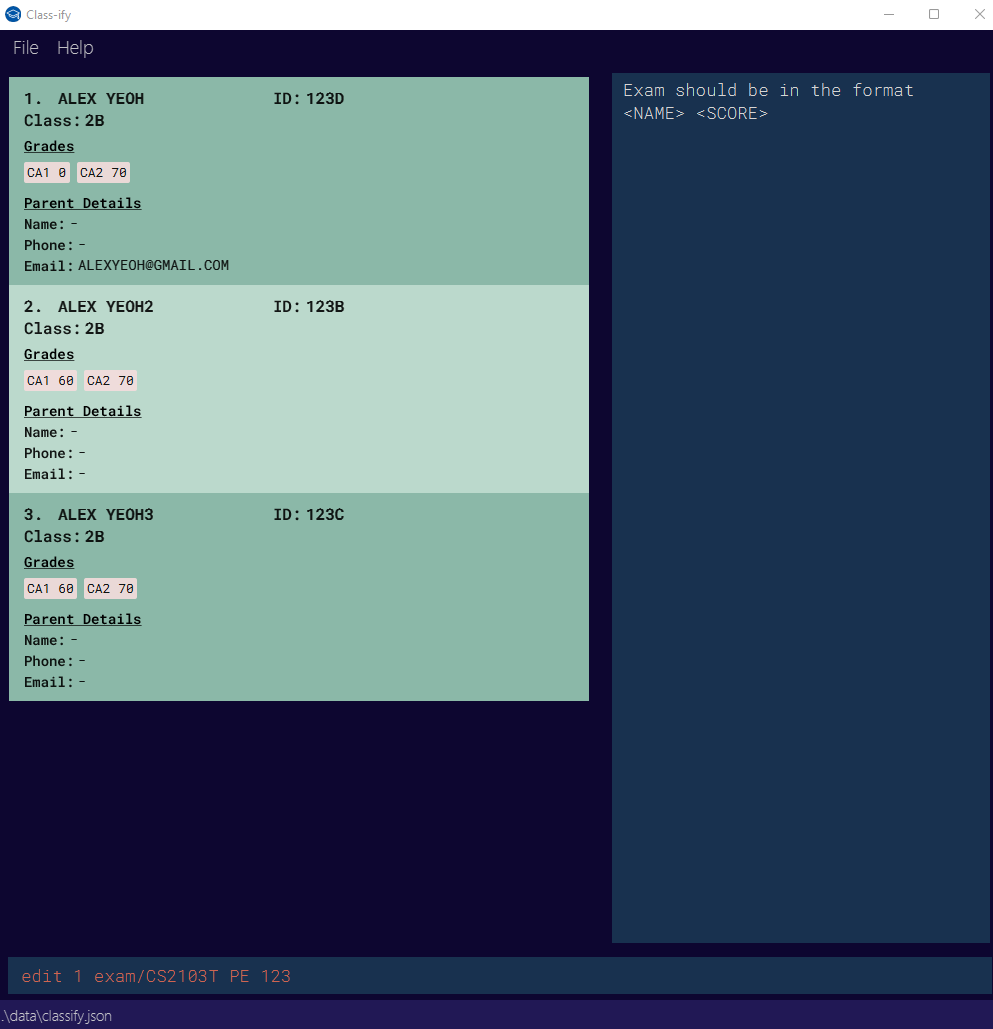 Class-ify
File Help
1. ALEX YEOH ID: 123D
Class: 2B
Grades
CA1 0 CA2 70
Parent Details
Name: -
Phone: -
Email: ALEXYEOH@GMAIL.COM
2. ALEX YEOH2 ID: 123B
Class: 2B
Grades
CA1 60 CA2 70
Parent Details
Name: -
Phone: -
Email: -
3. ALEX YEOH3 ID: 123C
Class: 2B
Grades
CA1 60 CA2 70
Parent Details
Name: -
Phone: -
Email: -
Exam should be in the format
<NAME> <SCORE>
edit 1 exam/CS2103T PE 123
.\data\classify.json